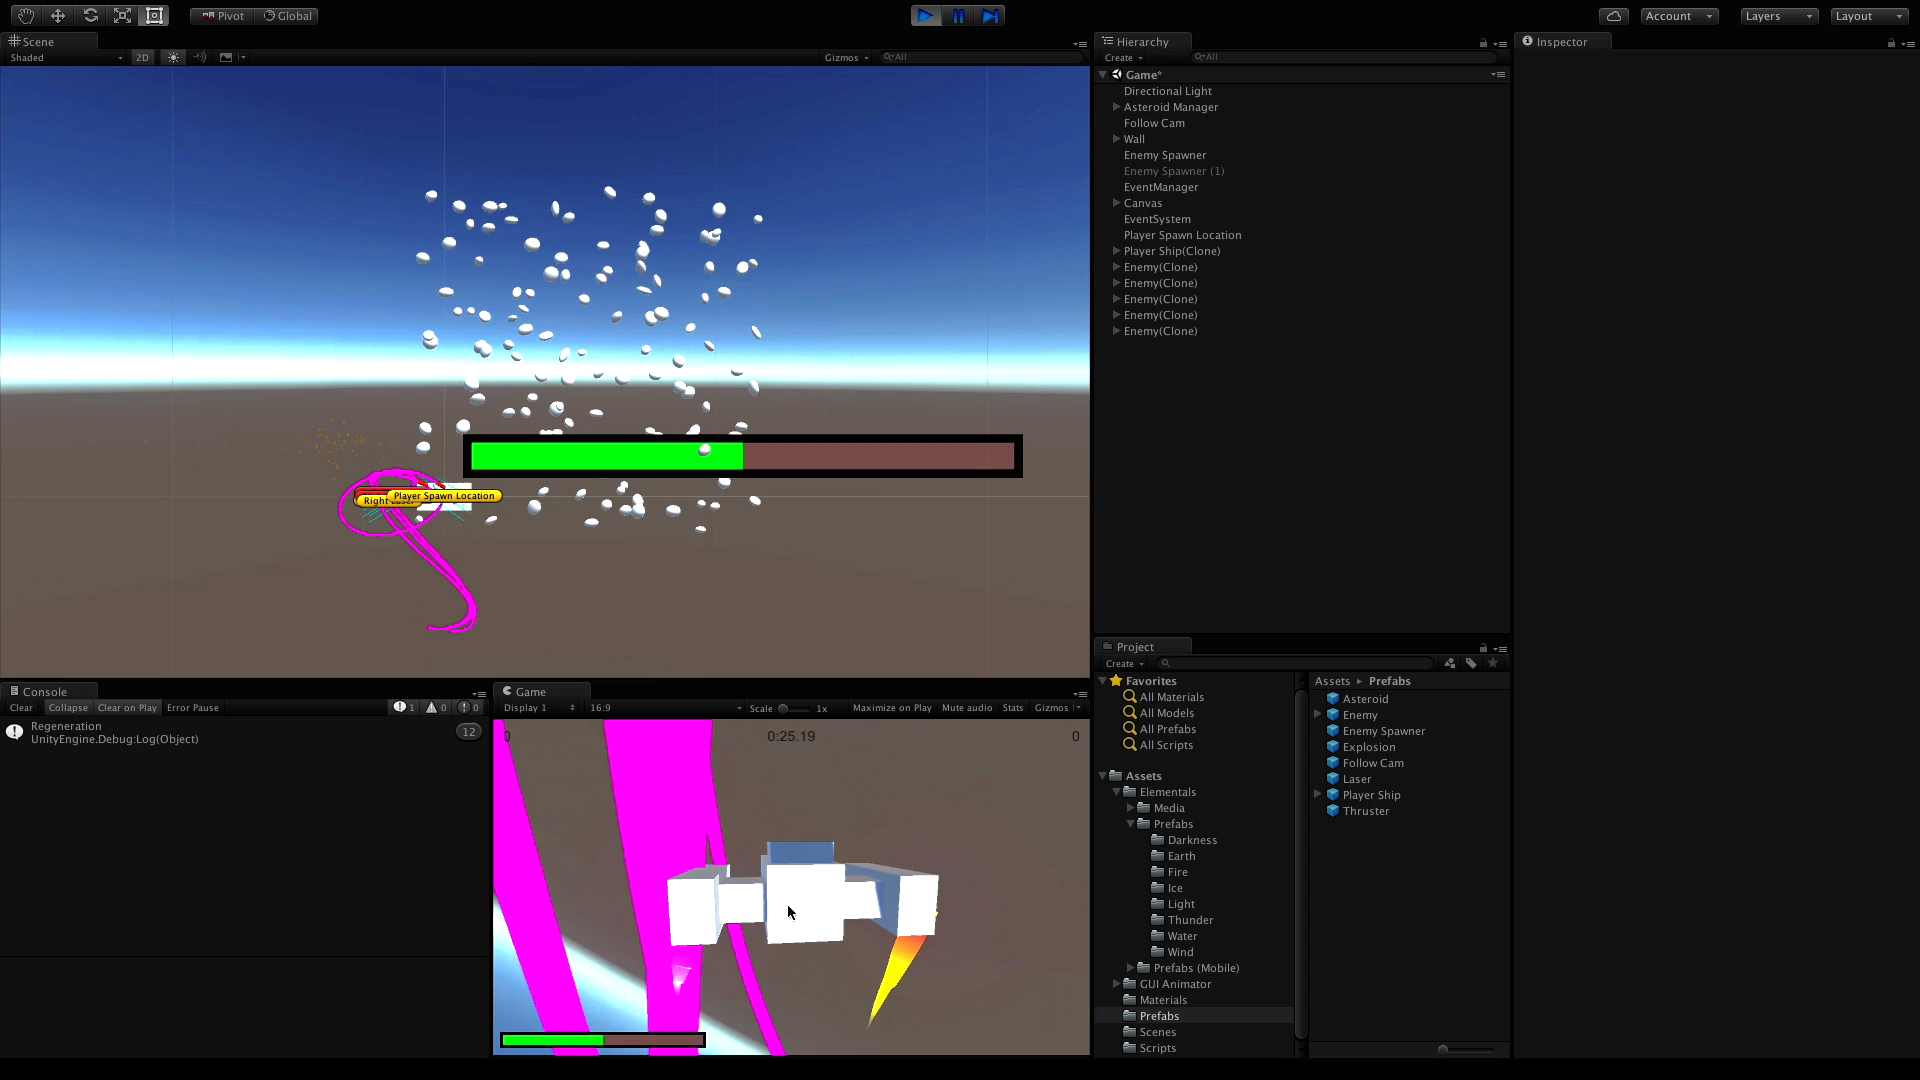 Pivot
Global
Account
Layers
Layout
Scene
Shaded
2D
Gizmos
All
Player Spawn Location
Hierarchy
Create
All
Game*
Directional Light
Asteroid Manager
Follow Cam
Wall
Enemy Spawner
Enemy Spawner (1)
EventManager
Canvas
EventSystem
Player Spawn Location
Player Ship(Clone)
Enemy(Clone)
Enemy(Clone)
Enemy(Clone)
Enemy(Clone)
Enemy(Clone)
Inspector
Console
Clear
Collapse
Clear on Play
Error Pause
1
0
0
Regeneration
UnityEngine.Debug:Log(Object)
12
Game
Display 1
16:9
Scale
1x
Maximize on Play
Mute audio
Stats
Gizmos
0
0:25.19
0
Project
Create
Favorites
All Materials
All Models
All Prefabs
All Scripts
Assets
Elementals
Media
Prefabs
Darkness
Earth
Fire
Ice
Light
Thunder
Water
Wind
Prefabs (Mobile)
GUI Animator
Materials
Prefabs
Scenes
Scripts
Assets
Prefabs
Asteroid
Enemy
Enemy Spawner
Explosion
Follow Cam
Laser
Player Ship
Thruster